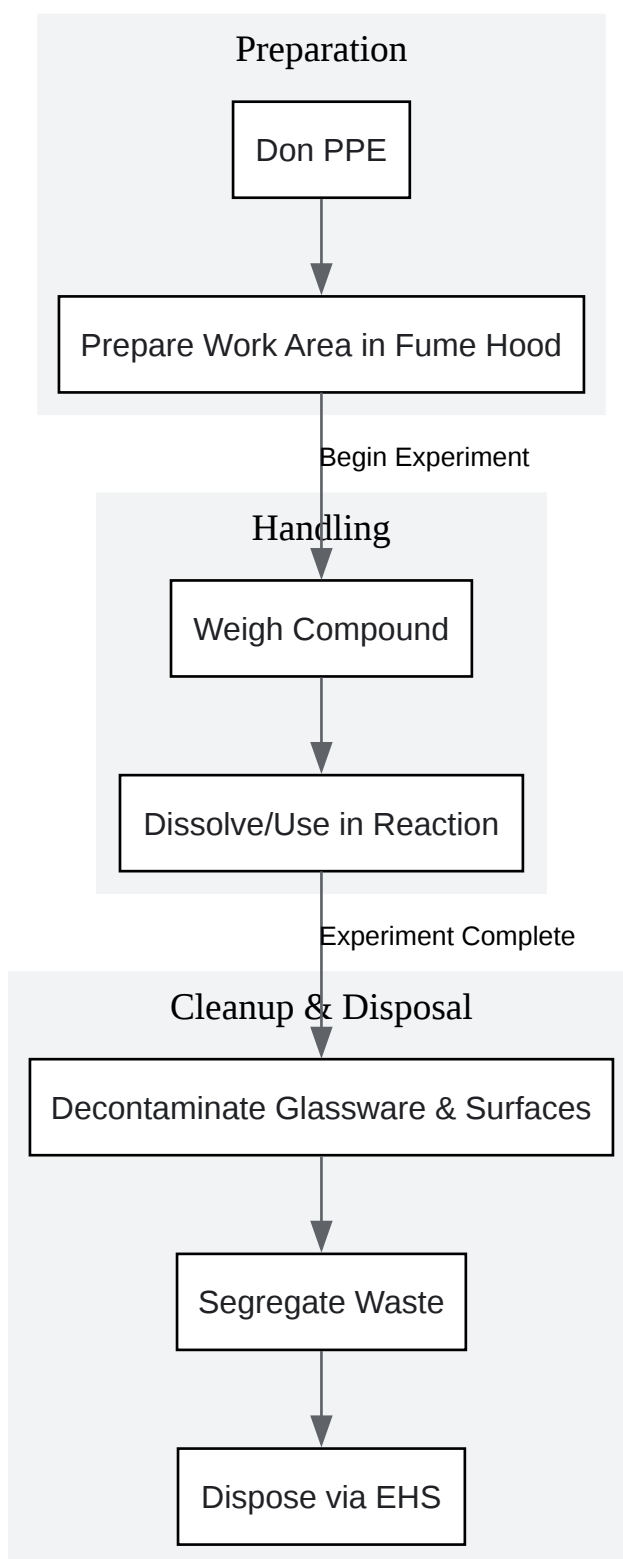 Preparation
Don PPE
Prepare Work Area in Fume Hood
Begin Experiment
Handling
Weigh Compound
Dissolve/Use in Reaction
Experiment Complete
Cleanup & Disposal
Decontaminate Glassware & Surfaces
Segregate Waste
Dispose via EHS